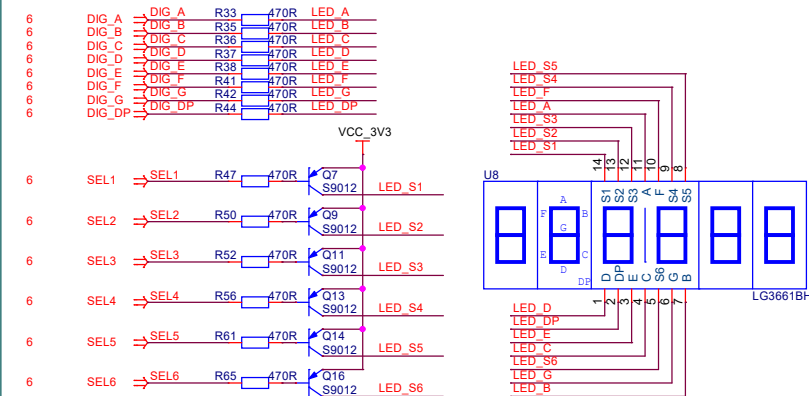 6 DIG_A DIG_A R33 470R LED_A
6 DIG_B DIG_B R35 470R LED_B
6 DIG_C DIG_C R36 470R LED_C
6 DIG_D DIG_D R37 470R LED_D
6 DIG_E DIG_E R38 470R LED_E
6 DIG_F DIG_F R41 470R LED_F
6 DIG_G DIG_G R42 470R LED_G
6 DIG_DP DIG_DP R44 470R LED_DP
VCC_3V3
6 SEL1 SEL1 R47 470R Q7 S9012 LED_S1
6 SEL2 SEL2 R50 470R Q9 S9012 LED_S2
6 SEL3 SEL3 R52 470R Q11 S9012 LED_S3
6 SEL4 SEL4 R56 470R Q13 S9012 LED_S4
6 SEL5 SEL5 R61 470R Q14 S9012 LED_S5
6 SEL6 SEL6 R65 470R Q16 S9012 LED_S6
LED_S5
LED_S4
LED_F
LED_A
LED_S3
LED_S2
LED_S1
14 13 12 11 10 9 8
U8
S1 S2 S3 A F S4 S5
A
F B
G
E C
D
DP
D DP E C S6 G B
LG3661BH
1 2 3 4 5 6 7
LED_D
LED_DP
LED_E
LED_C
LED_S6
LED_G
LED_B